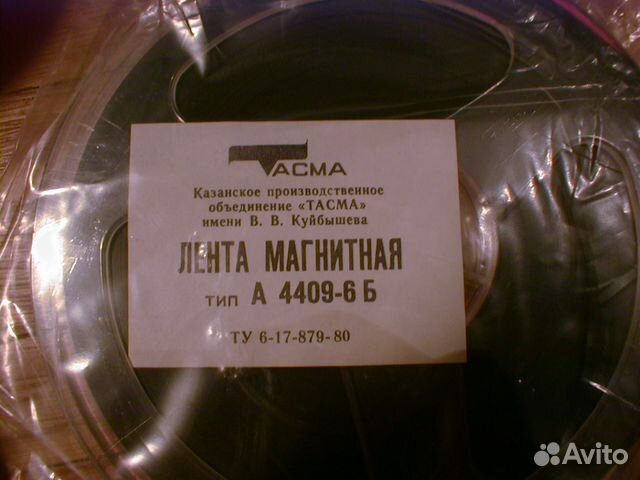 ТАСМА
Казанское производственное
объединение «ТАСМА»
имени В. В. Куйбышева
ЛЕНТА МАГНИТНАЯ
тип А 4409-6 Б
ТУ 6-17-879-80
Avito